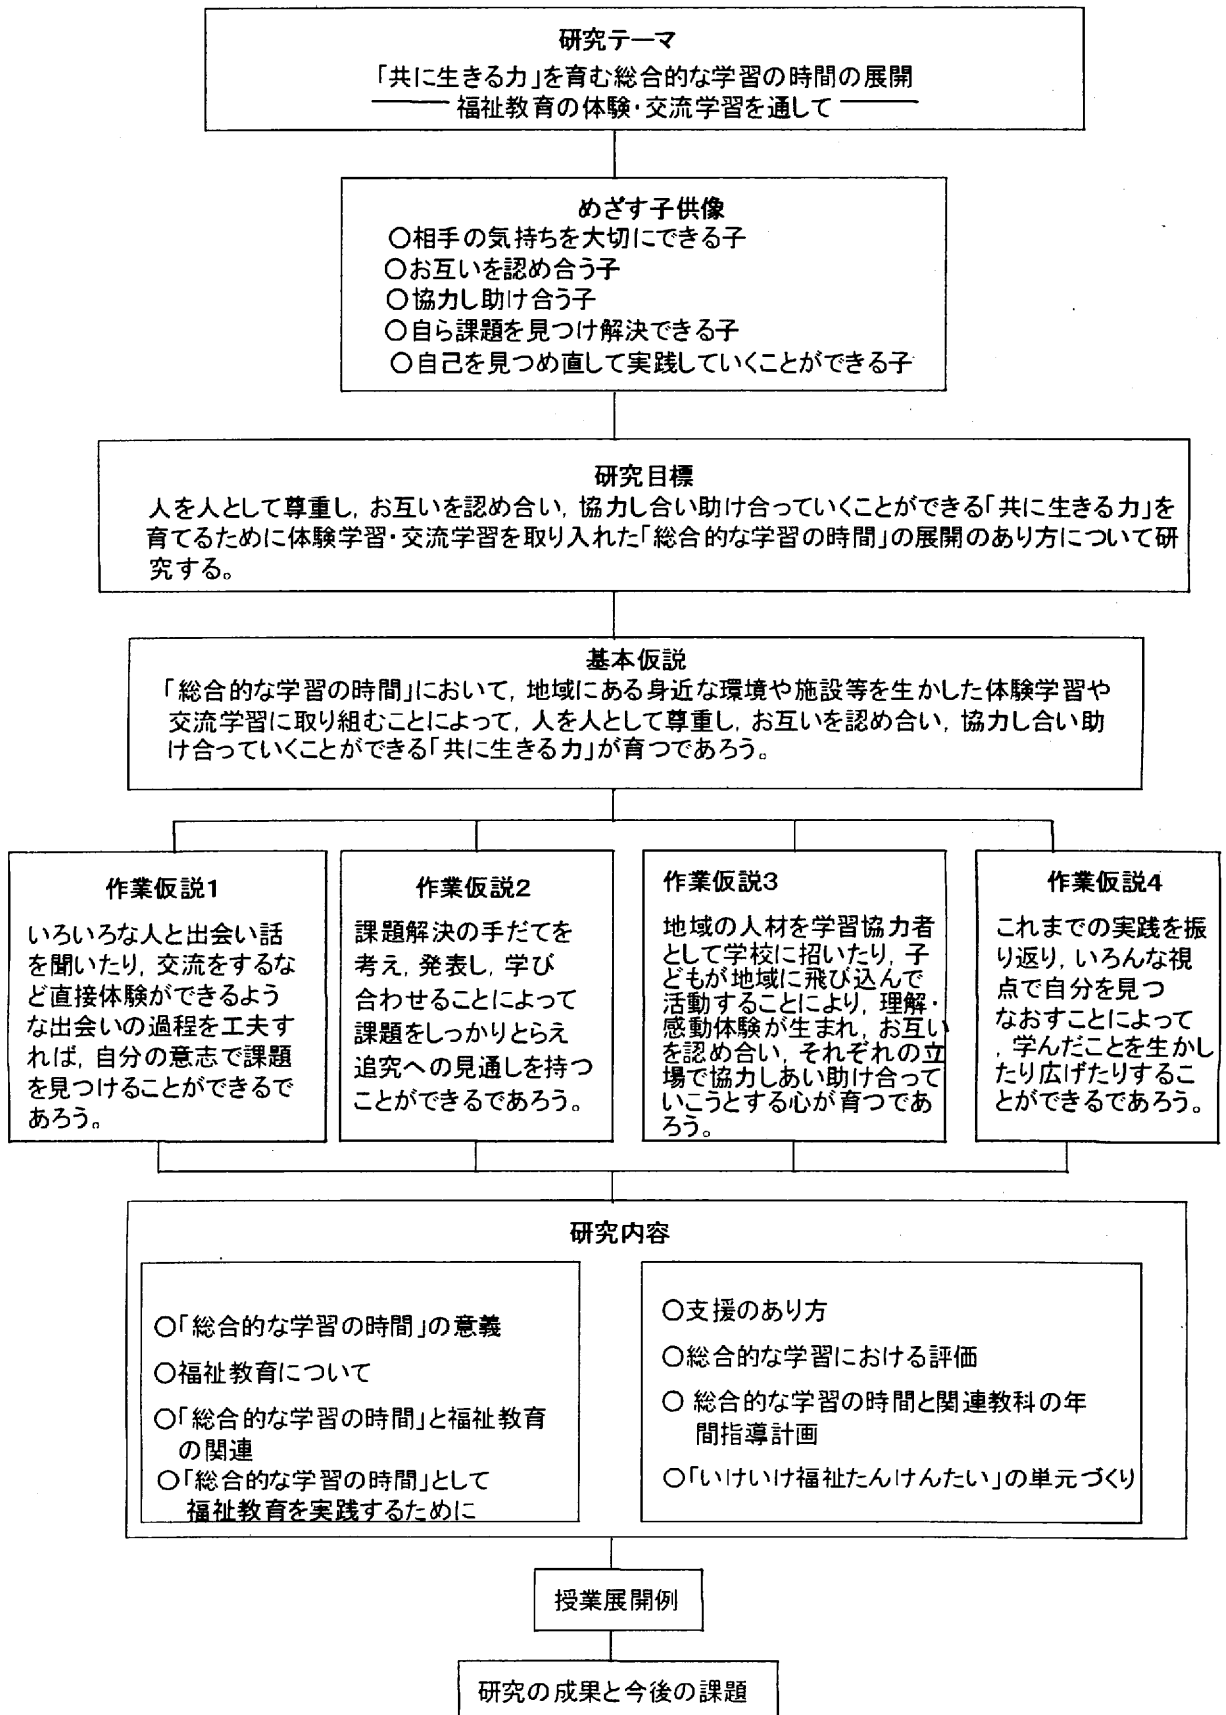 研究テーマ
「共に生きる力」を育む総合的な学習の時間の展開
―― 福祉教育の体験・交流学習を通して ――
めざす子供像
○相手の気持ちを大切にできる子
○お互いを認め合う子
○協力し助け合う子
○自ら課題を見つけ解決できる子
○自己を見つめ直して実践していくことができる子
研究目標
人を人として尊重し,お互いを認め合い,協力し合い助け合っていくことができる「共に生きる力」を
育てるために体験学習・交流学習を取り入れた「総合的な学習の時間」の展開のあり方について研
究する。
基本仮説
「総合的な学習の時間」において,地域にある身近な環境や施設等を生かした体験学習や
交流学習に取り組むことによって,人を人として尊重し,お互いを認め合い,協力し合い助
け合っていくことができる「共に生きる力」が育つであろう。
作業仮説1
いろいろな人と出会い話
を聞いたり,交流をするな
ど直接体験ができるよう
な出会いの過程を工夫す
れば,自分の意志で課題
を見つけることができるで
あろう。
作業仮説2
課題解決の手だてを
考え,発表し,学び
合わせることによって
課題をしっかりとらえ
追究への見通しを持つ
ことができるであろう。
作業仮説3
地域の人材を学習協力者
として学校に招いたり,子
どもが地域に飛び込んで
活動することにより,理解・
感動体験が生まれ,お互い
を認め合い,それぞれの立
場で協力しあい助け合って
いこうとする心が育つであ
ろう。
作業仮説4
これまでの実践を振
り返り,いろんな視
点で自分を見つ
なおすことによって
,学んだことを生かし
たり広げたりするこ
とができるであろう。
研究内容
○「総合的な学習の時間」の意義
○福祉教育について
○「総合的な学習の時間」と福祉教育
の関連
○「総合的な学習の時間」として
福祉教育を実践するために
○支援のあり方
○総合的な学習における評価
○ 総合的な学習の時間と関連教科の年
間指導計画
○「いけいけ福祉たんけんたい」の単元づくり
授業展開例
研究の成果と今後の課題